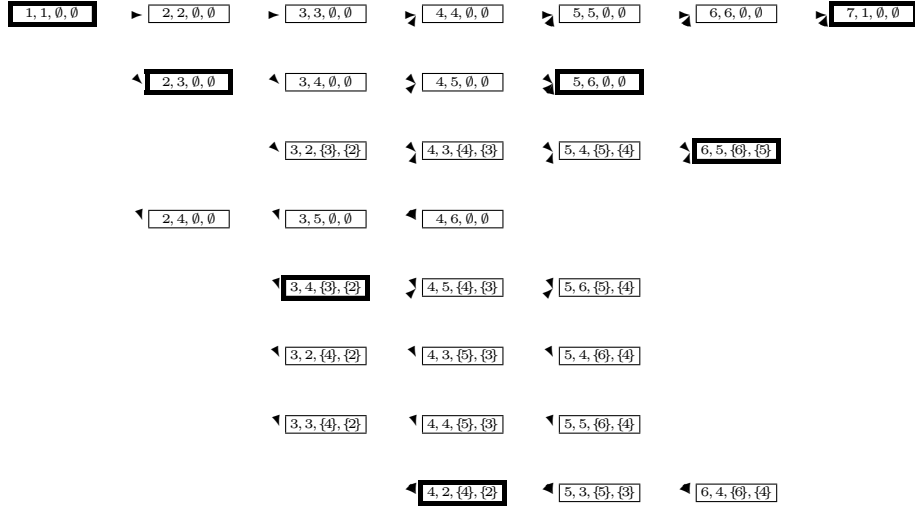 1, 1, ∅, ∅ 2, 2, ∅, ∅ 3, 3, ∅, ∅ 4, 4, ∅, ∅ 5, 5, ∅, ∅ 6, 6, ∅, ∅ 7, 1, ∅, ∅
2, 3, ∅, ∅ 3, 4, ∅, ∅ 4, 5, ∅, ∅ 5, 6, ∅, ∅
3, 2, {3}, {2} 4, 3, {4}, {3} 5, 4, {5}, {4} 6, 5, {6}, {5}
2, 4, ∅, ∅ 3, 5, ∅, ∅ 4, 6, ∅, ∅
3, 4, {3}, {2} 4, 5, {4}, {3} 5, 6, {5}, {4}
3, 2, {4}, {2} 4, 3, {5}, {3} 5, 4, {6}, {4}
3, 3, {4}, {2} 4, 4, {5}, {3} 5, 5, {6}, {4}
4, 2, {4}, {2} 5, 3, {5}, {3} 6, 4, {6}, {4}